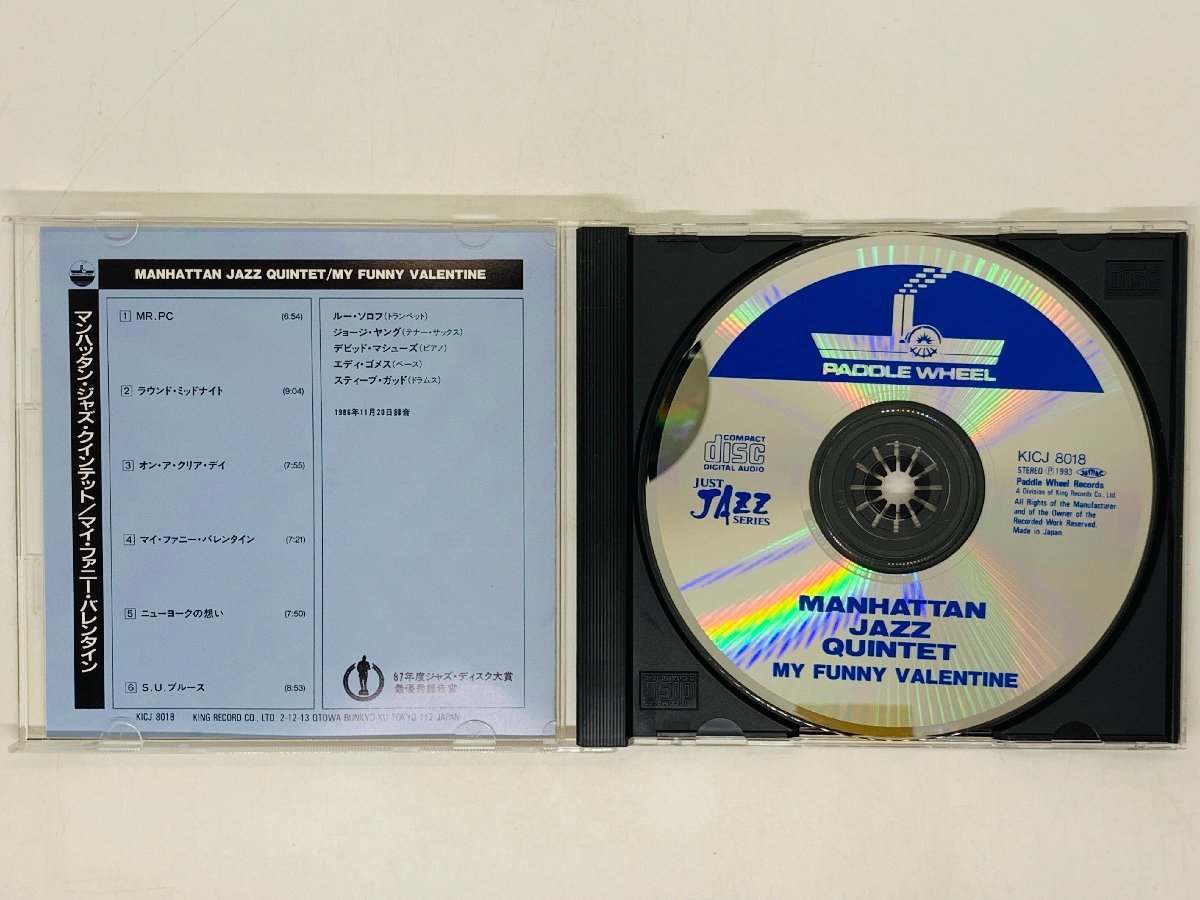 MANHATTAN JAZZ QUINTET/MY FUNNY VALENTINE
マンハッタン・ジャズ・クインテット/マイ・ファニー・バレンタイン
1 MR.PC (6:54)
2 ラウンド・ミッドナイト (9:04)
3 オン・ア・クリア・デイ (7:55)
4 マイ・ファニー・バレンタイン (7:21)
5 ニューヨークの想い (7:50)
6 S.U.ブルース (8:53)
ルー・ソロフ(トランペット)
ジョージ・ヤング(テナー・サックス)
デビッド・マシューズ(ピアノ)
エディ・ゴメス(ベース)
スティーブ・ガッド(ドラムス)
1986年11月20日録音
87年度ジャズ・ディスク大賞
最優秀録音賞
KICJ 8018 KING RECORD CO., LTD. 2-12-13 OTOWA BUNKYO KU TOKYO 112 JAPAN
PADDLE WHEEL
COMPACT
disc
DIGITAL AUDIO
JUST
JAZZ
SERIES
KICJ 8018
STEREO Ⓟ 1993 JASRAC
Paddle Wheel Records
A Division of King Records Co., Ltd.
All Rights of the Manufacturer
and of the Owner of the
Recorded Work Reserved.
Made in Japan.
MANHATTAN
JAZZ
QUINTET
MY FUNNY VALENTINE